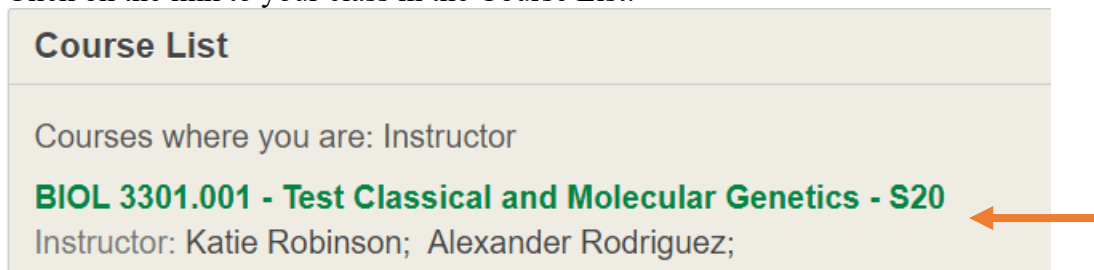 Course List
Courses where you are: Instructor
BIOL 3301.001 - Test Classical and Molecular Genetics - S20
Instructor: Katie Robinson; Alexander Rodriguez;